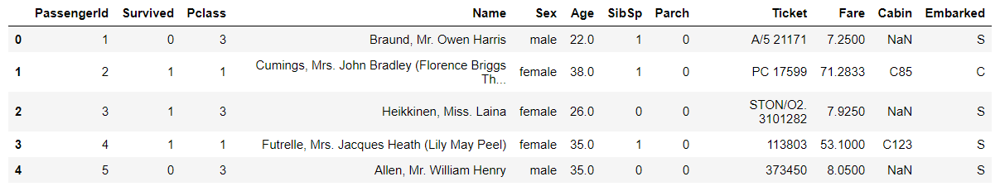 PassengerId Survived Pclass Name Sex Age SibSp Parch Ticket Fare Cabin Embarked
0 1 0 3 Braund, Mr. Owen Harris male 22.0 1 0 A/5 21171 7.2500 NaN S
1 2 1 1 Cumings, Mrs. John Bradley (Florence Briggs Th... female 38.0 1 0 PC 17599 71.2833 C85 C
2 3 1 3 Heikkinen, Miss. Laina female 26.0 0 0 STON/O2. 3101282 7.9250 NaN S
3 4 1 1 Futrelle, Mrs. Jacques Heath (Lily May Peel) female 35.0 1 0 113803 53.1000 C123 S
4 5 0 3 Allen, Mr. William Henry male 35.0 0 0 373450 8.0500 NaN S